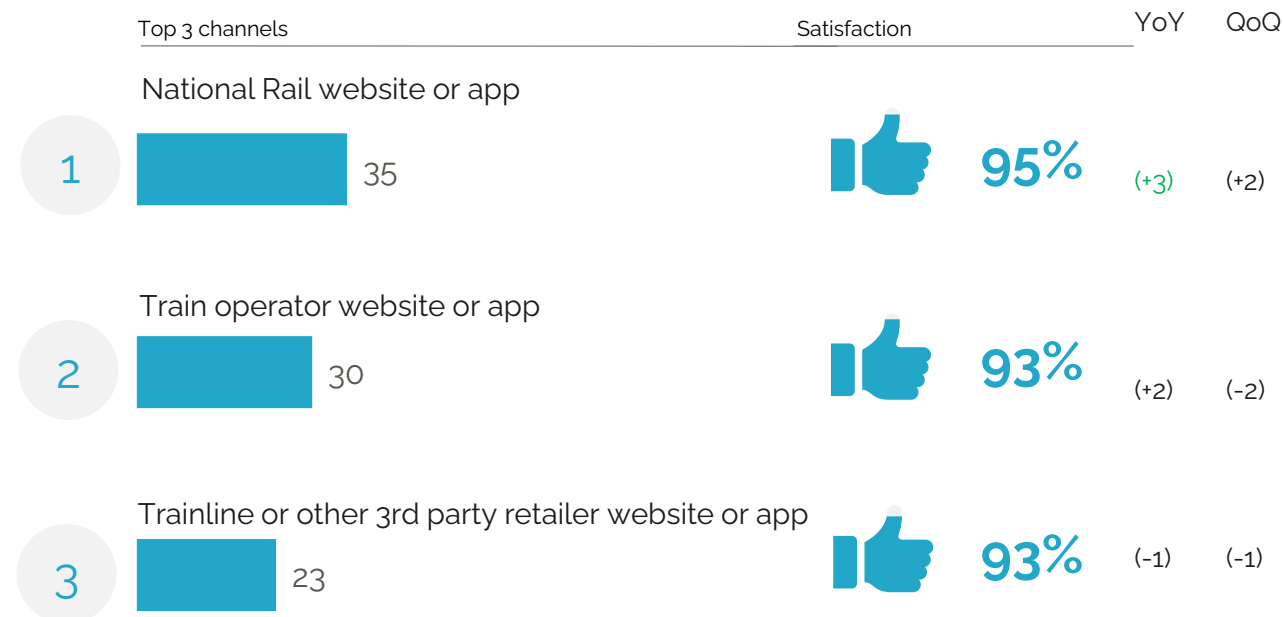 Top 3 channels Satisfaction YoY QoQ
National Rail website or app
1 35 95% (+3) (+2)
Train operator website or app
2 30 93% (+2) (-2)
Trainline or other 3rd party retailer website or app
3 23 93% (-1) (-1)